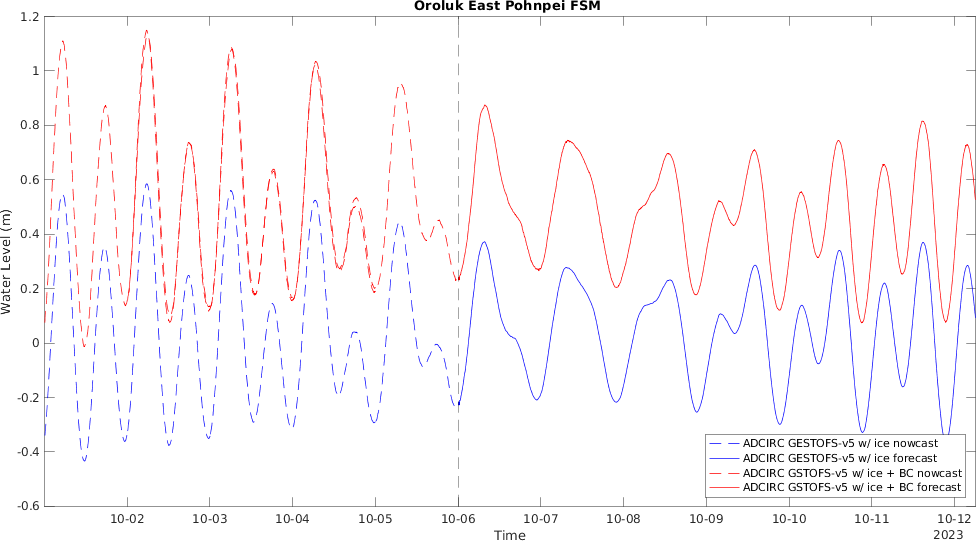 Oroluk East Pohnpei FSM
1.2
1
0.8
0.6
0.4
0.2
0
-0.2
-0.4
-0.6
Water Level (m)
ADCIRC GESTOFS-v5 w/ ice nowcast
ADCIRC GESTOFS-v5 w/ ice forecast
ADCIRC GSTOFS-v5 w/ ice + BC nowcast
ADCIRC GSTOFS-v5 w/ ice + BC forecast
10-02 10-03 10-04 10-05 10-06 10-07 10-08 10-09 10-10 10-11 10-12
Time
2023